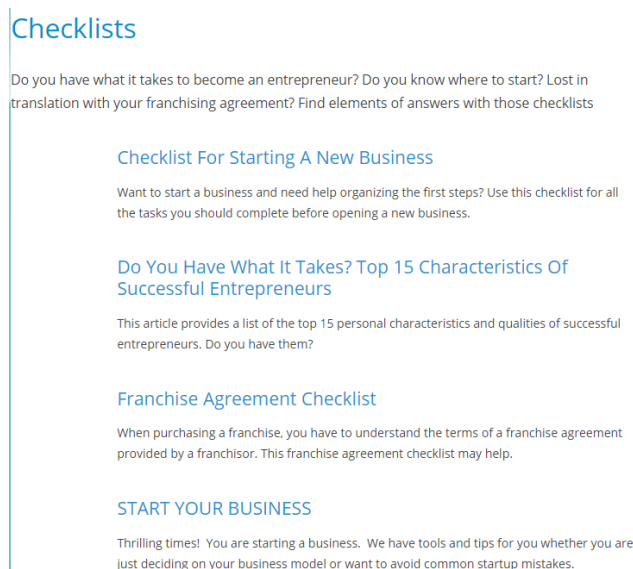 Checklists
Do you have what it takes to become an entrepreneur? Do you know where to start? Lost in
translation with your franchising agreement? Find elements of answers with those checklists
Checklist For Starting A New Business
Want to start a business and need help organizing the first steps? Use this checklist for all
the tasks you should complete before opening a new business.
Do You Have What It Takes? Top 15 Characteristics Of
Successful Entrepreneurs
This article provides a list of the top 15 personal characteristics and qualities of successful
entrepreneurs. Do you have them?
Franchise Agreement Checklist
When purchasing a franchise, you have to understand the terms of a franchise agreement
provided by a franchisor. This franchise agreement checklist may help.
START YOUR BUSINESS
Thrilling times!  You are starting a business.  We have tools and tips for you whether you are
just deciding on your business model or want to avoid common startup mistakes.